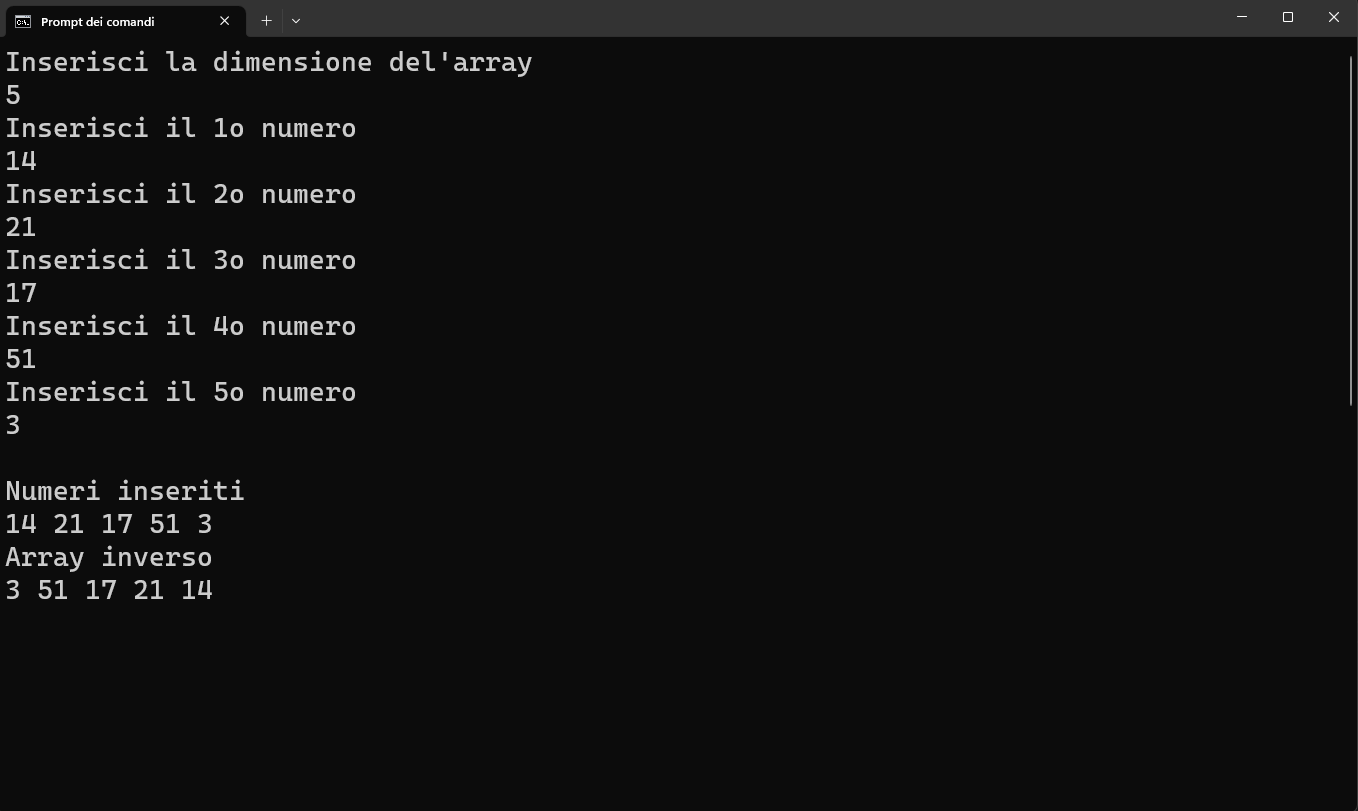 Prompt dei comandi
Inserisci la dimensione del'array
5
Inserisci il 1o numero
14
Inserisci il 2o numero
21
Inserisci il 3o numero
17
Inserisci il 4o numero
51
Inserisci il 5o numero
3
Numeri inseriti
14 21 17 51 3
Array inverso
3 51 17 21 14